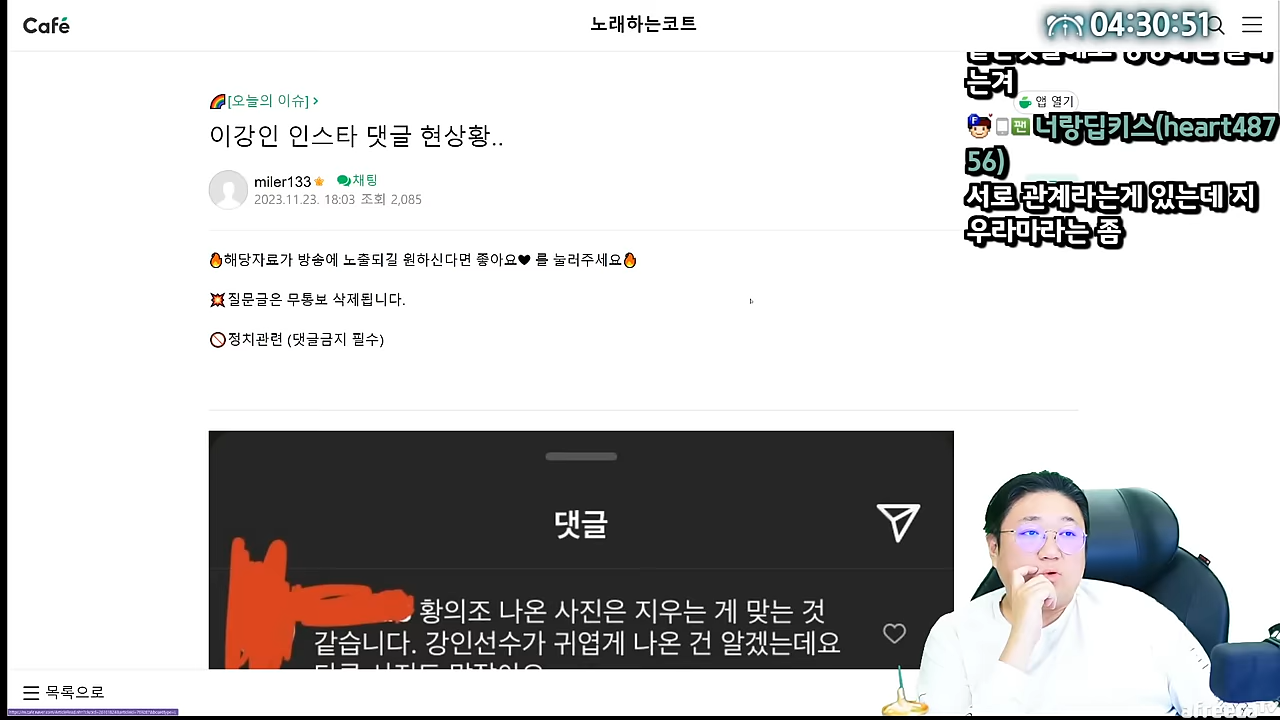 Café
노래하는코트
04:30:51
는겨
앱 열기
[오늘의 이슈] >
이강인 인스타 댓글 현상황..
팬 너랑딥키스(heart487
56)
miler133 채팅
2023.11.23. 18:03 조회 2,085
서로 관계라는게 있는데 지
우라마라는 좀
해당자료가 방송에 노출되길 원하신다면 좋아요 를 눌러주세요
질문글은 무통보 삭제됩니다.
정치관련 (댓글금지 필수)
댓글
황의조 나온 사진은 지우는 게 맞는 것
같습니다. 강인선수가 귀엽게 나온 건 알겠는데요
목록으로
afreecaTV